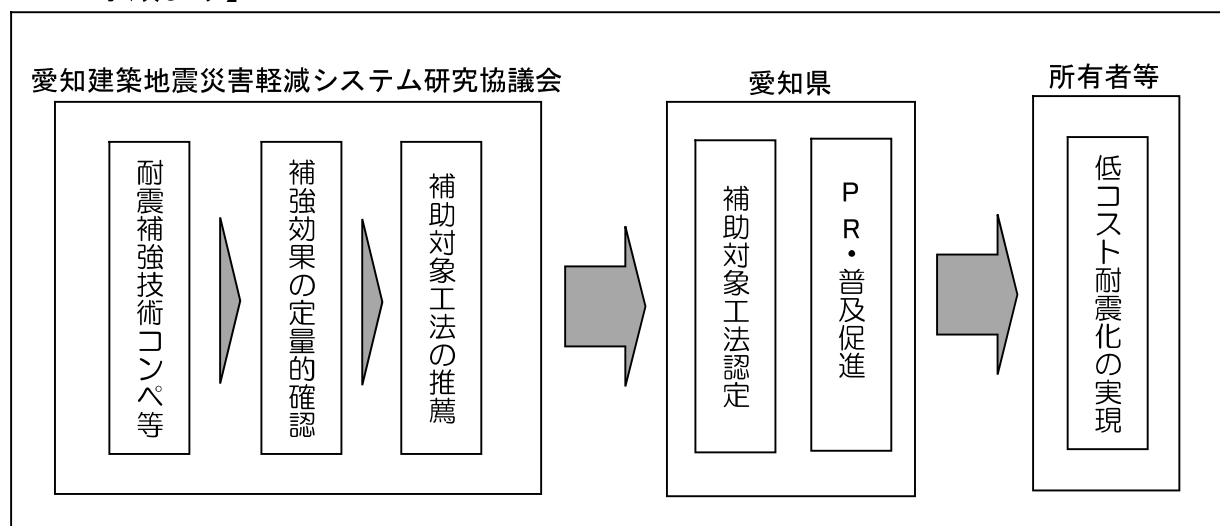 愛知建築地震災害軽減システム研究協議会
耐震補強技術コンペ等
補強効果の定量的確認
補助対象工法の推薦
愛知県
補助対象工法認定
PR・普及促進
所有者等
低コスト耐震化の実現